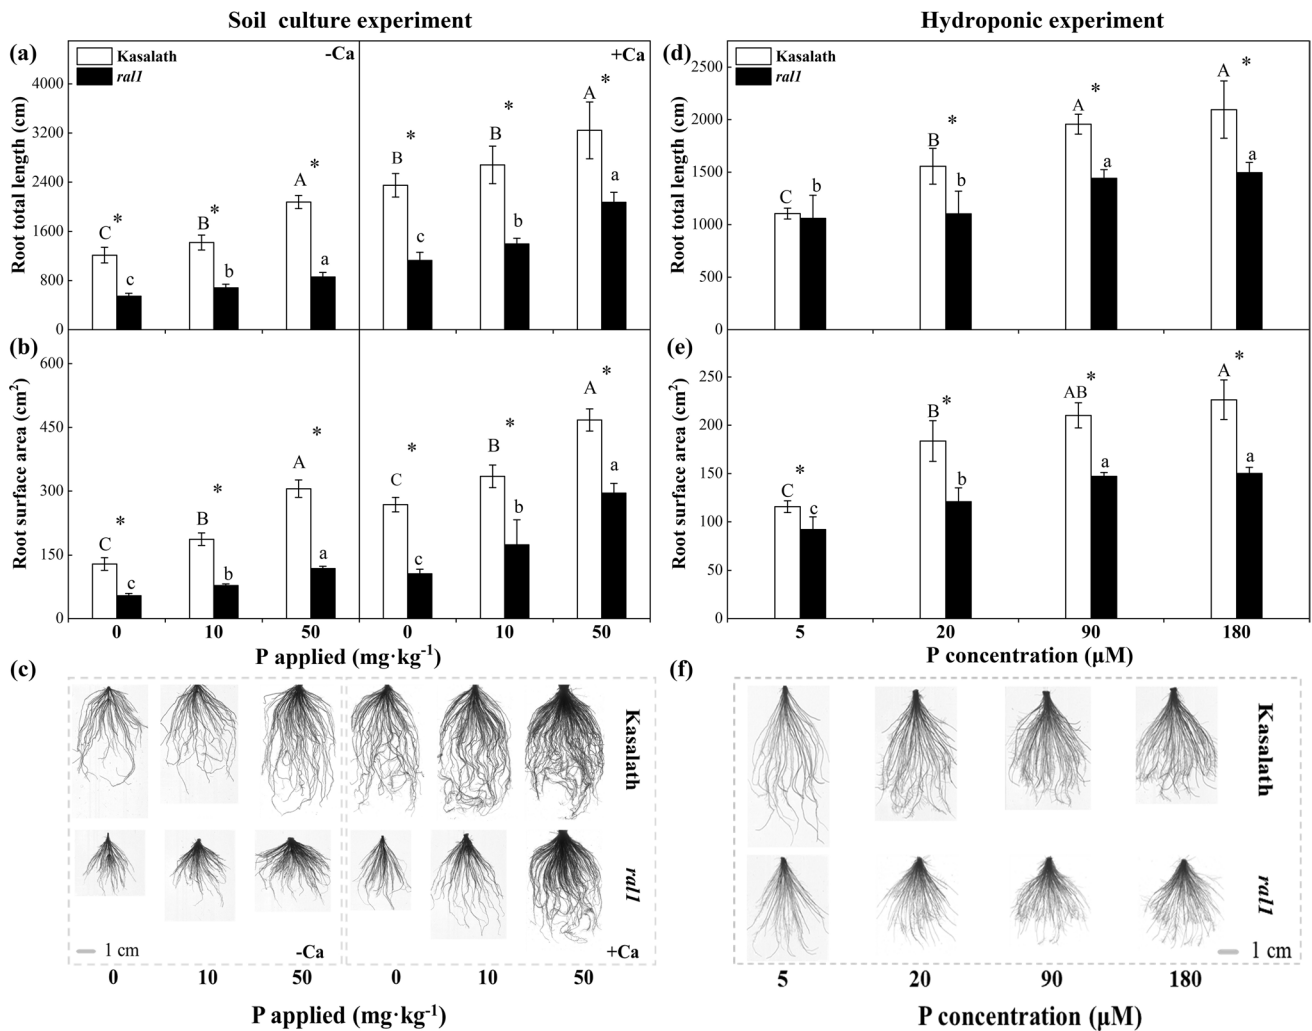 Soil culture experiment
Hydroponic experiment
(a)
Kasalath
ral1
-Ca
+Ca
Root total length (cm)
4000
3200
2400
1600
800
0
C * c
B * b
A * a
B * c
B * b
A * a
(d)
Kasalath
ral1
Root total length (cm)
2500
2000
1500
1000
500
0
C b
B * b
A * a
A * a
(b)
Root surface area (cm²)
600
450
300
150
0
C * c
B * b
A * a
C * c
B * b
A * a
0 10 50 0 10 50
P applied (mg·kg⁻¹)
(e)
Root surface area (cm²)
250
200
150
100
50
0
C * c
B * b
AB * a
A * a
5 20 90 180
P concentration (μM)
(c)
Kasalath
ral1
1 cm
-Ca
+Ca
0 10 50 0 10 50
P applied (mg·kg⁻¹)
(f)
Kasalath
ral1
1 cm
5 20 90 180
P concentration (μM)